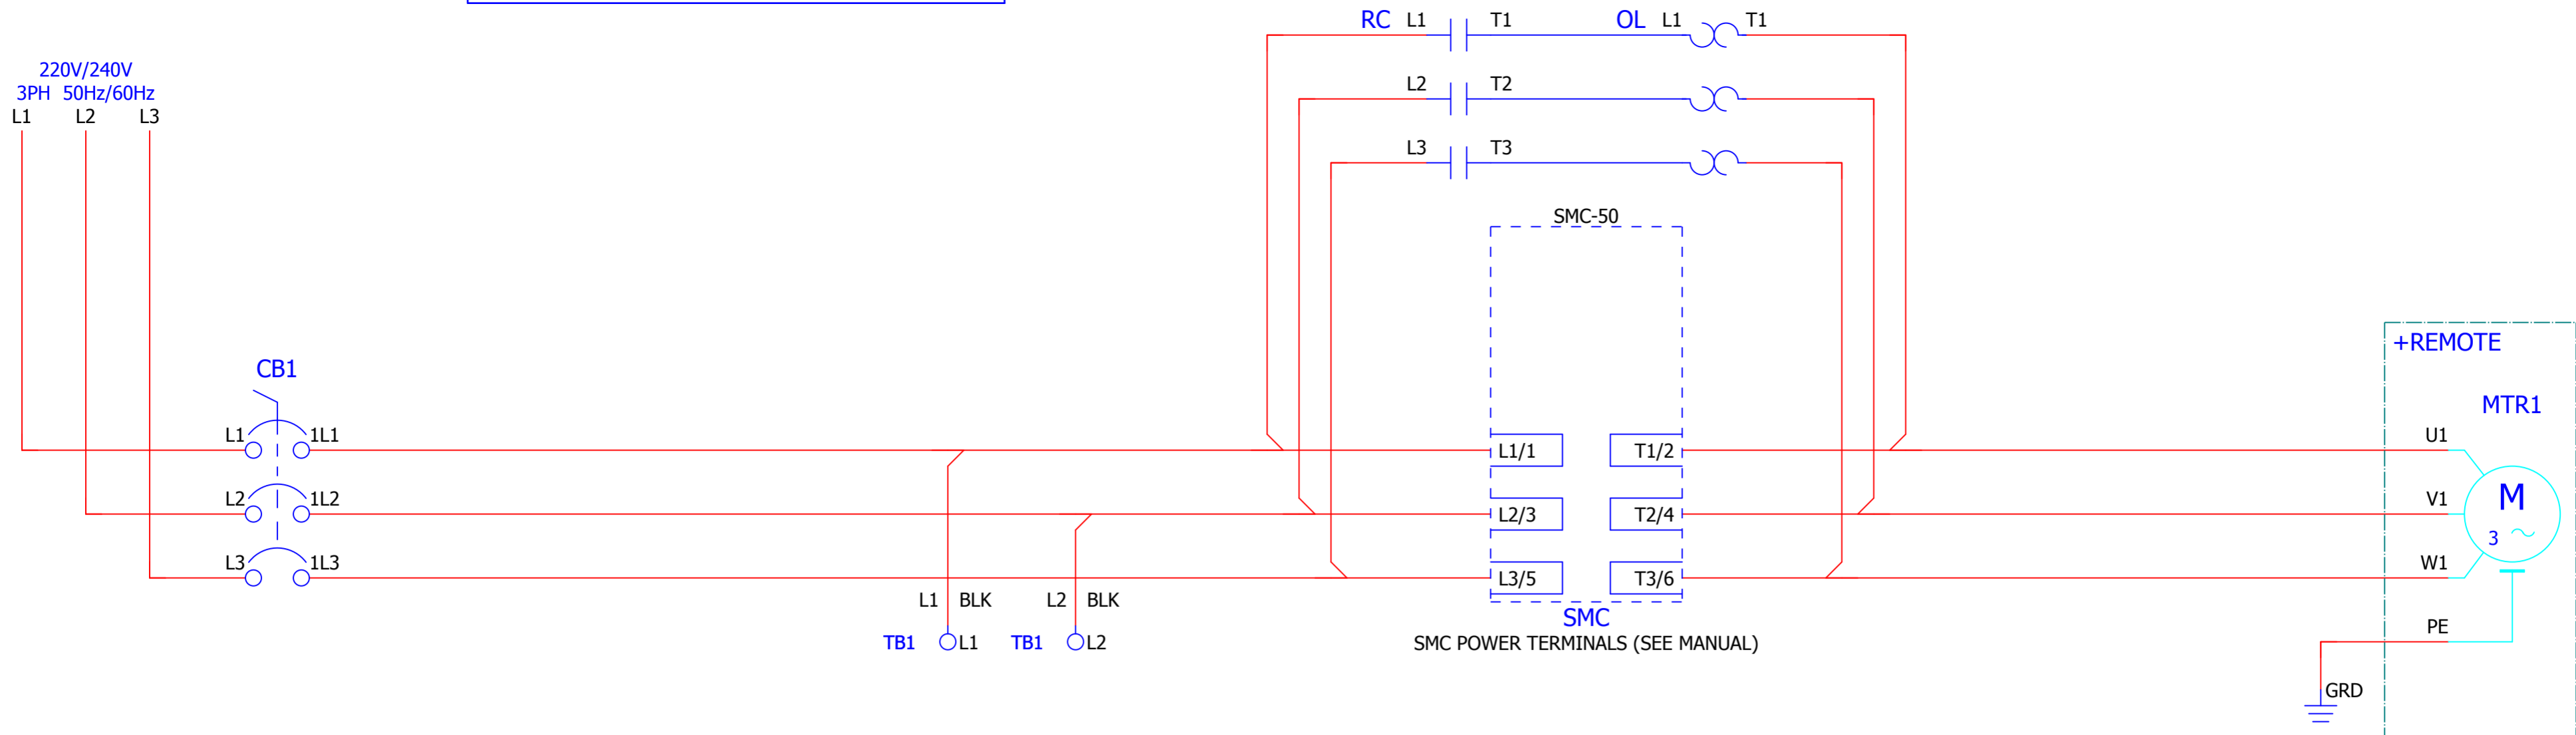 RC L1 T1 OL L1 T1
220V/240V
3PH 50Hz/60Hz
L1 L2 L3
L2 T2
L3 T3
SMC-50
+REMOTE
CB1
MTR1
L1 1L1 L1/1 T1/2 U1
L2 1L2 L2/3 T2/4 V1
M
3 ~
L3 1L3 L3/5 T3/6 W1
L1 BLK L2 BLK
SMC
TB1 L1 TB1 L2
SMC POWER TERMINALS (SEE MANUAL)
PE
GRD